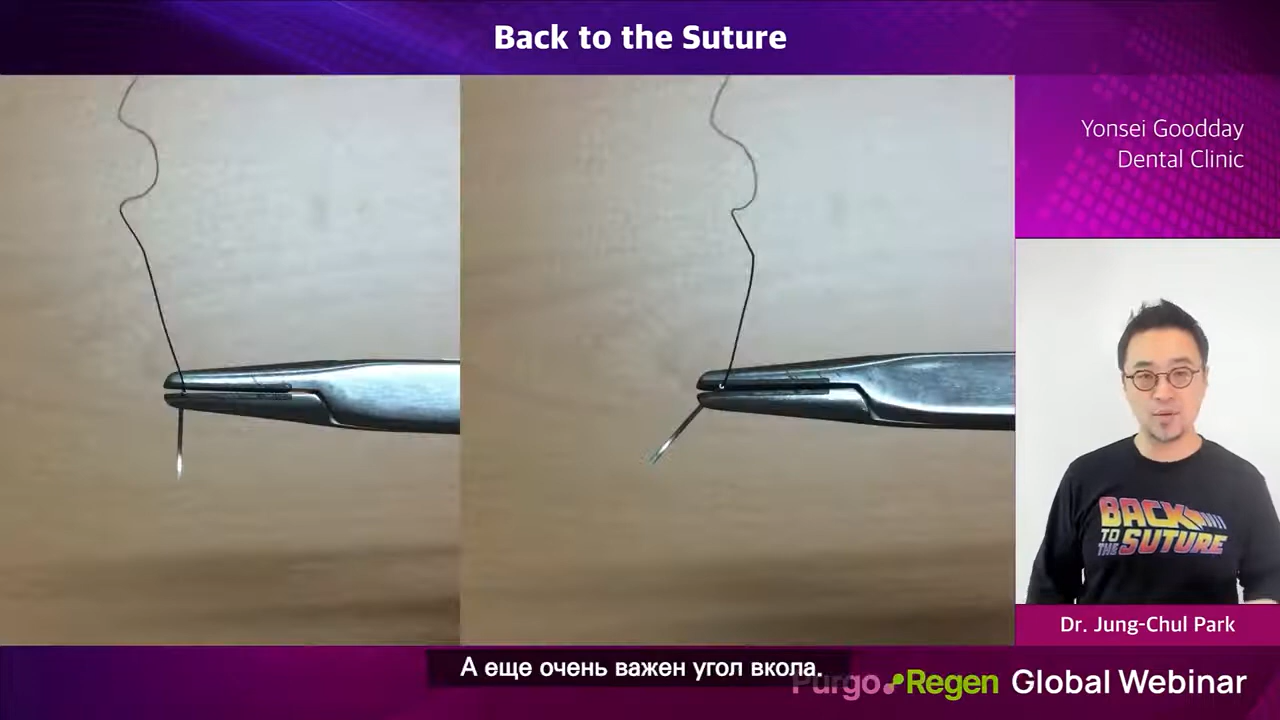 Back to the Suture
Yonsei Goodday
Dental Clinic
BACK
TO
THE SUTURE
Dr. Jung-Chul Park
А еще очень важен угол вкола.
Purgo Regen Global Webinar